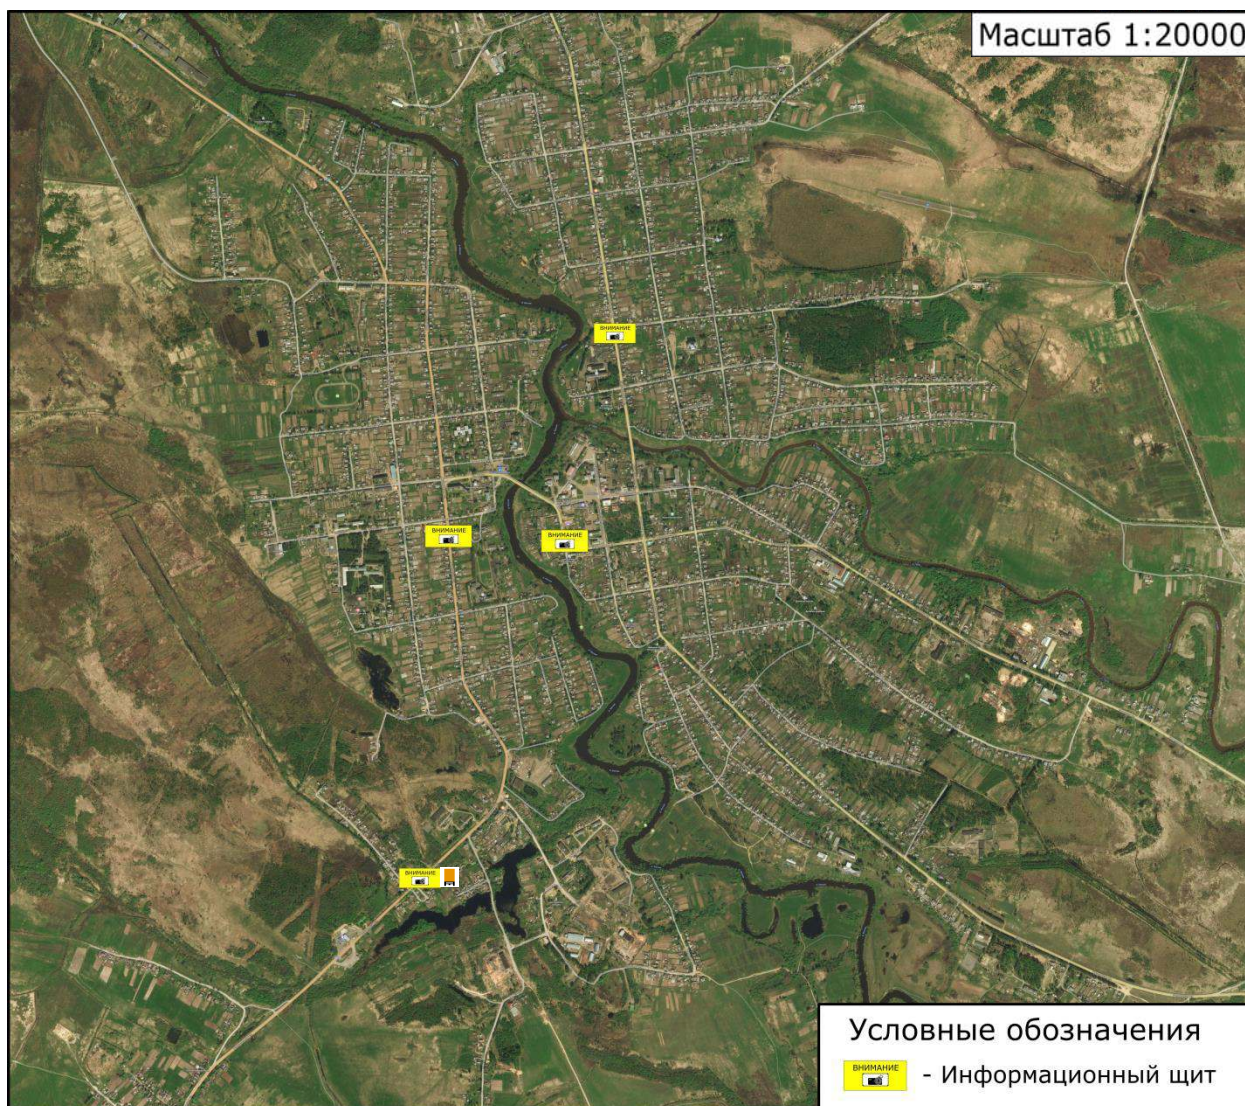 Масштаб 1:20000
ВНИМАНИЕ
ВНИМАНИЕ
ВНИМАНИЕ
ВНИМАНИЕ
Условные обозначения
ВНИМАНИЕ
- Информационный щит